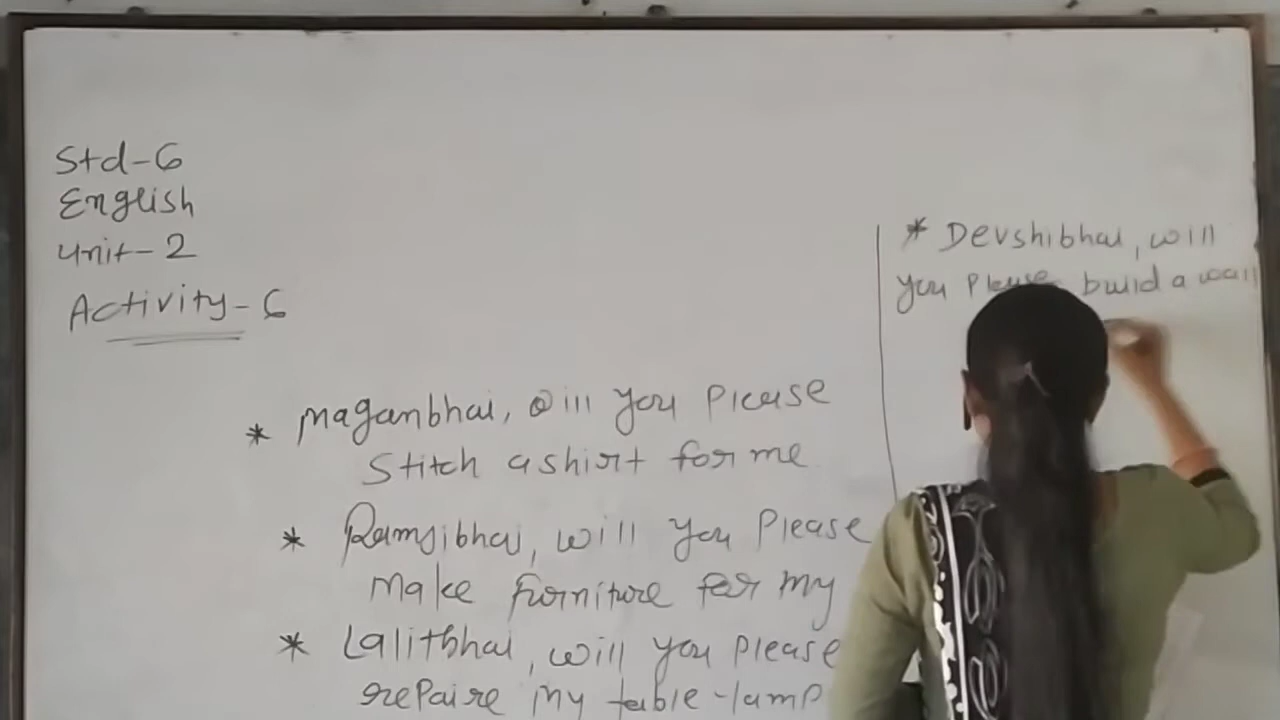 Std-6
English
Unit-2
Activity-6
* Maganbhai, will you please
stitch a shirt for me
* Ramjibhai, will you please
make furniture for my
* Lalitbhai, will you please
repaire my table-lamp
* Devshibhai, will
you please build a wall